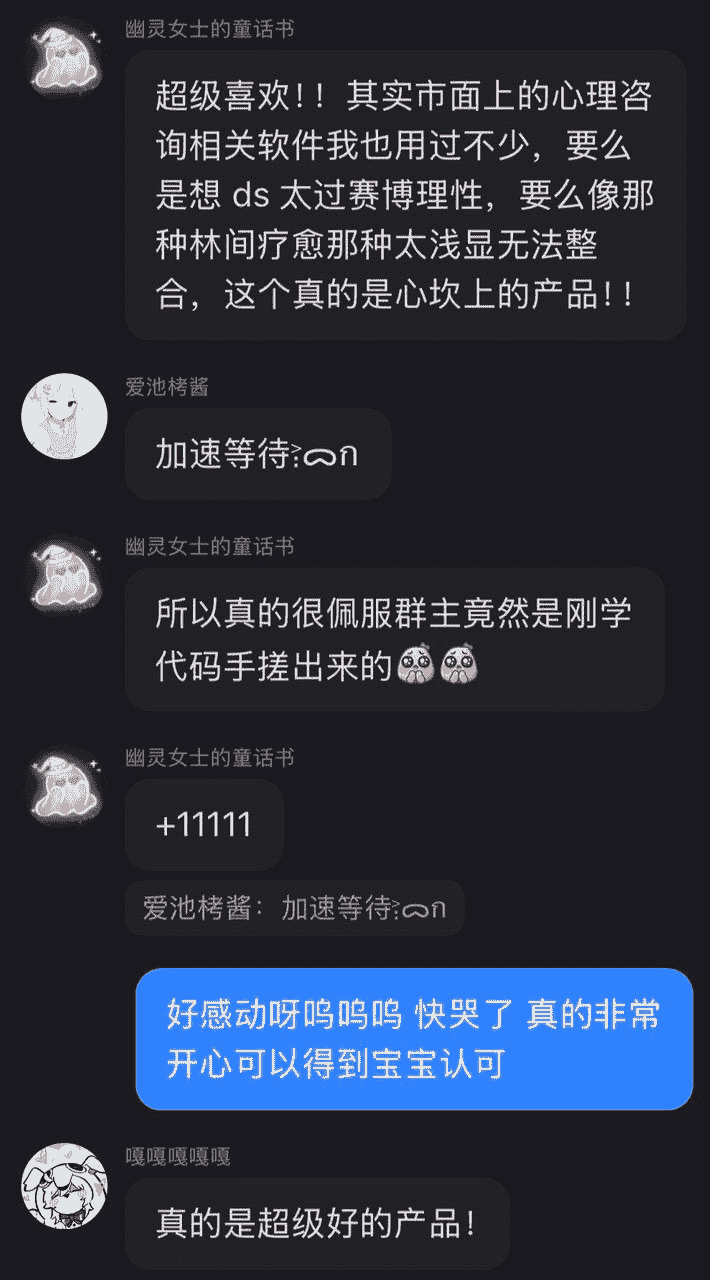 幽灵女士的童话书
超级喜欢！！其实市面上的心理咨
询相关软件我也用过不少，要么
是想 ds 太过赛博理性，要么像那
种林间疗愈那种太浅显无法整
合，这个真的是心坎上的产品！！
爱池栲酱
加速等待
幽灵女士的童话书
所以真的很佩服群主竟然是刚学
代码手搓出来的
幽灵女士的童话书
+11111
爱池栲酱：加速等待
好感动呀呜呜呜 快哭了 真的非常
开心可以得到宝宝认可
嘎嘎嘎嘎嘎
真的是超级好的产品！